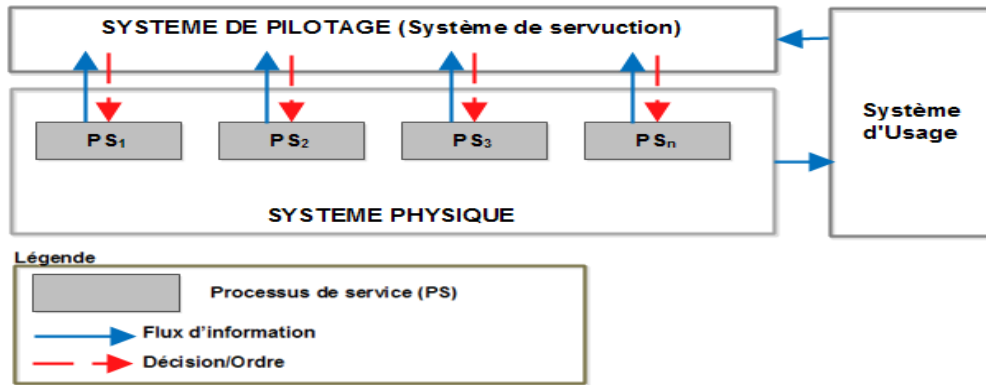 SYSTEME DE PILOTAGE (Système de servuction)
PS₁
PS₂
PS₃
PSₙ
SYSTEME PHYSIQUE
Système
d'Usage
Légende
Processus de service (PS)
Flux d'information
Décision/Ordre